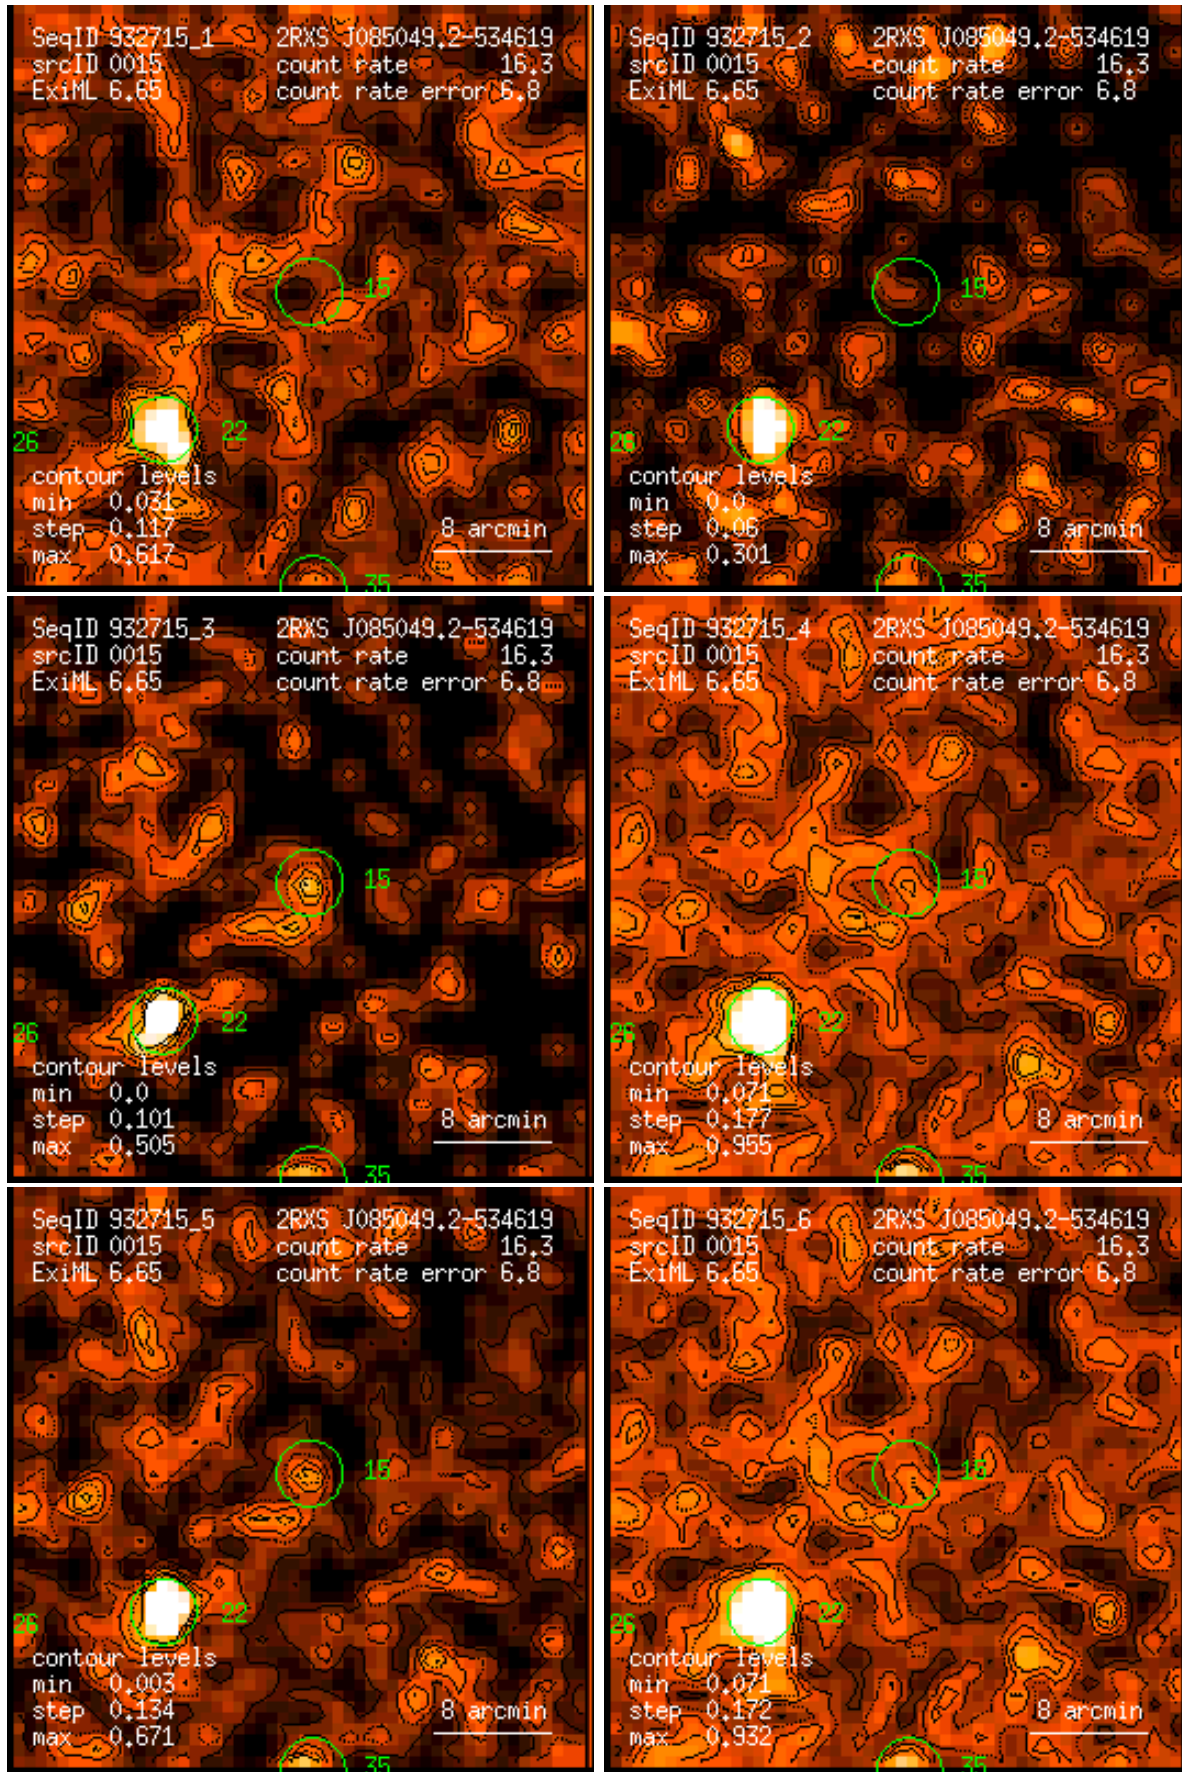 SeqID 932715_1 2RXS J085049.2-534619
srcID 0015 count rate 16.3
ExiML 6.65 count rate error 6.8
15
22
26
contour levels
min 0.031
step 0.117
max 0.617
8 arcmin
35
SeqID 932715_2 2RXS J085049.2-534619
srcID 0015 count rate 16.3
ExiML 6.65 count rate error 6.8
15
22
26
contour levels
min 0.0
step 0.06
max 0.301
8 arcmin
35
SeqID 932715_3 2RXS J085049.2-534619
srcID 0015 count rate 16.3
ExiML 6.65 count rate error 6.8
15
22
26
contour levels
min 0.0
step 0.101
max 0.505
8 arcmin
35
SeqID 932715_4 2RXS J085049.2-534619
srcID 0015 count rate 16.3
ExiML 6.65 count rate error 6.8
15
22
26
contour levels
min 0.071
step 0.177
max 0.955
8 arcmin
35
SeqID 932715_5 2RXS J085049.2-534619
srcID 0015 count rate 16.3
ExiML 6.65 count rate error 6.8
15
22
26
contour levels
min 0.003
step 0.134
max 0.671
8 arcmin
35
SeqID 932715_6 2RXS J085049.2-534619
srcID 0015 count rate 16.3
ExiML 6.65 count rate error 6.8
15
22
26
contour levels
min 0.071
step 0.172
max 0.932
8 arcmin
35